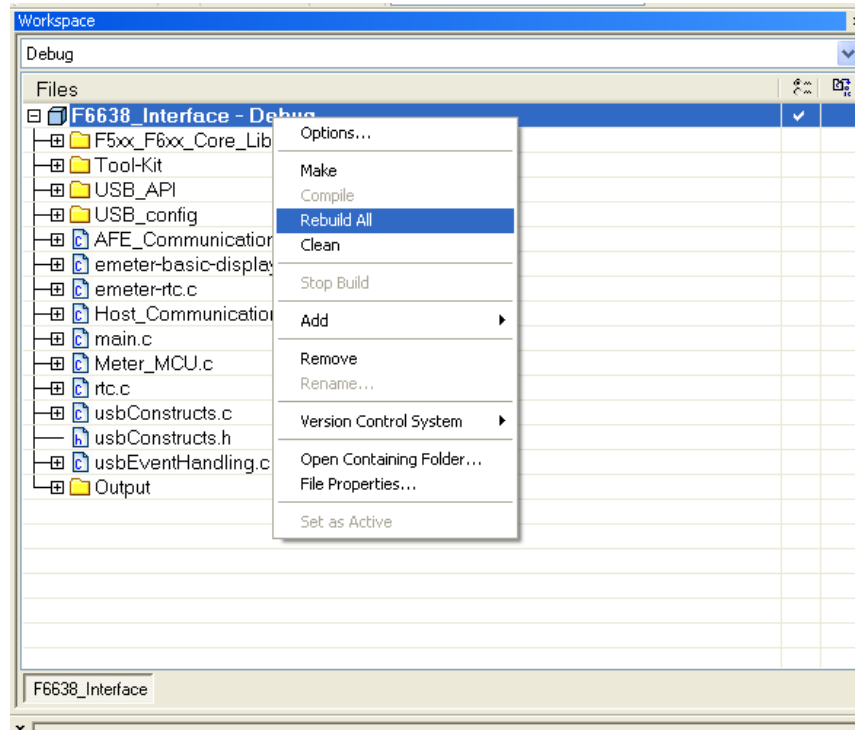 Workspace
Debug
Files
F6638_Interface - Debug
F5xx_F6xx_Core_Lib
Tool-Kit
USB_API
USB_config
AFE_Communication
emeter-basic-display
emeter-rtc.c
Host_Communication
main.c
Meter_MCU.c
rtc.c
usbConstructs.c
usbConstructs.h
usbEventHandling.c
Output
Options...
Make
Compile
Rebuild All
Clean
Stop Build
Add
Remove
Rename...
Version Control System
Open Containing Folder...
File Properties...
Set as Active
F6638_Interface